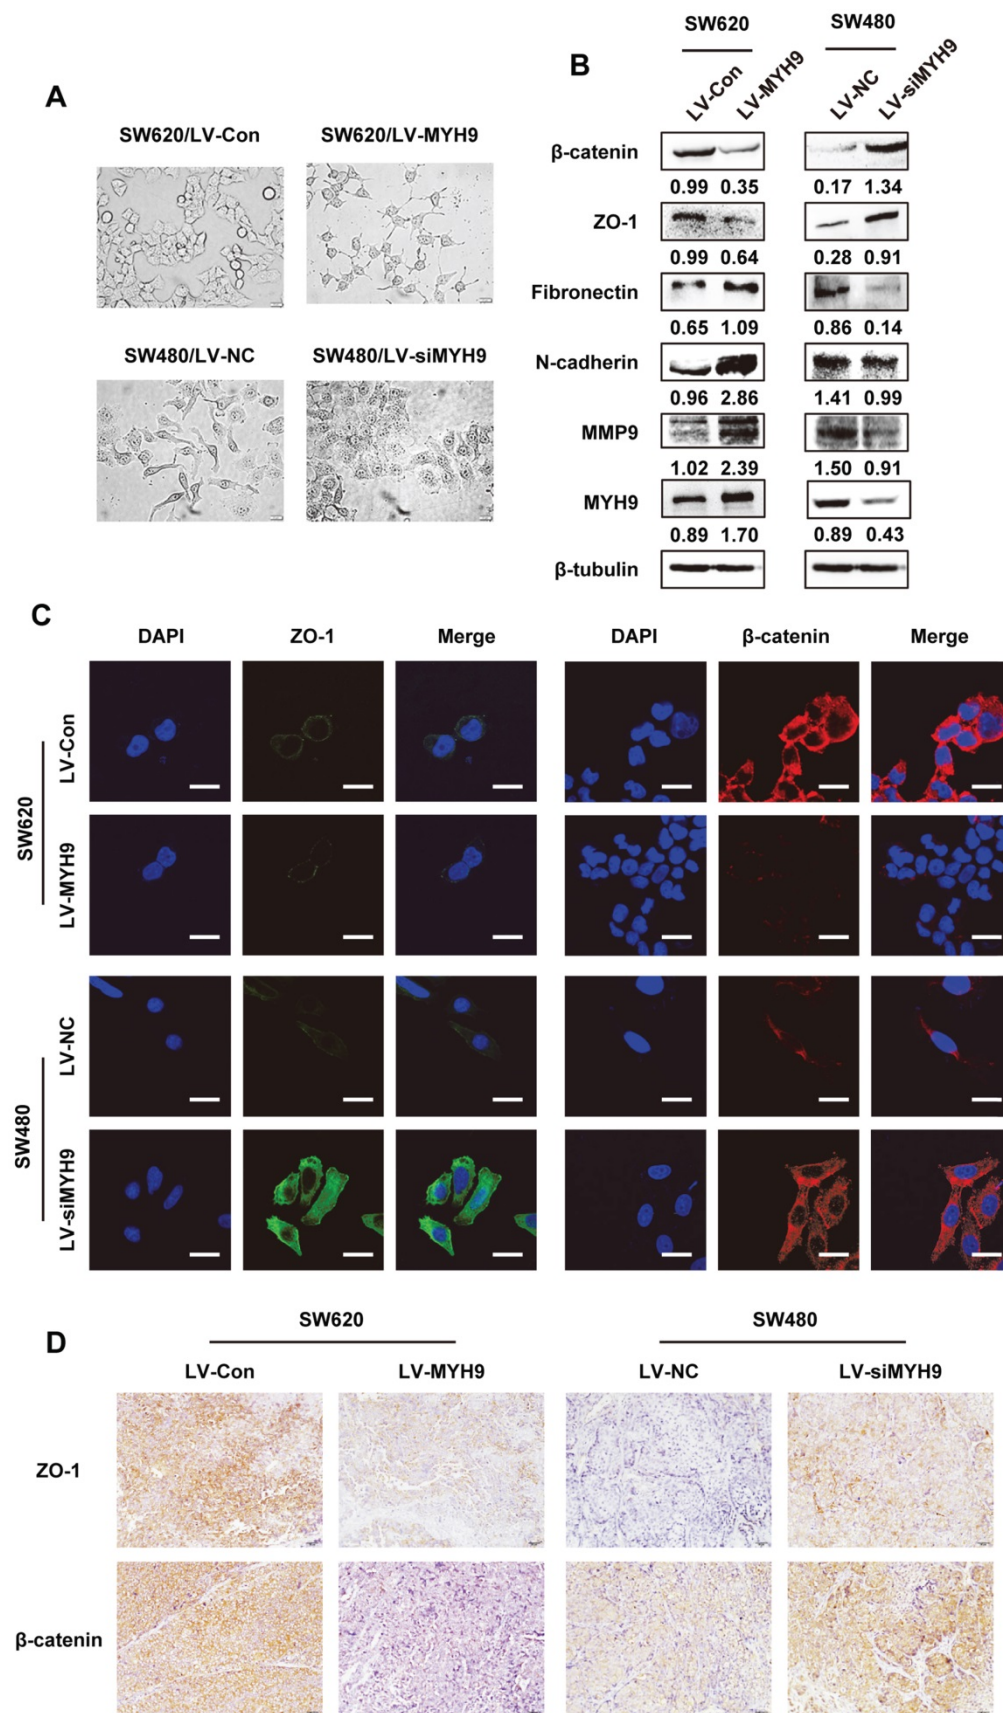 A
SW620/LV-Con SW620/LV-MYH9
SW480/LV-NC SW480/LV-siMYH9
B
SW620 SW480
LV-Con LV-MYH9 LV-NC LV-siMYH9
β-catenin
0.99 0.35 0.17 1.34
ZO-1
0.99 0.64 0.28 0.91
Fibronectin
0.65 1.09 0.86 0.14
N-cadherin
0.96 2.86 1.41 0.99
MMP9
1.02 2.39 1.50 0.91
MYH9
0.89 1.70 0.89 0.43
β-tubulin
C
DAPI ZO-1 Merge DAPI β-catenin Merge
SW620
LV-Con
LV-MYH9
SW480
LV-NC
LV-siMYH9
D
SW620 SW480
LV-Con LV-MYH9 LV-NC LV-siMYH9
ZO-1
β-catenin